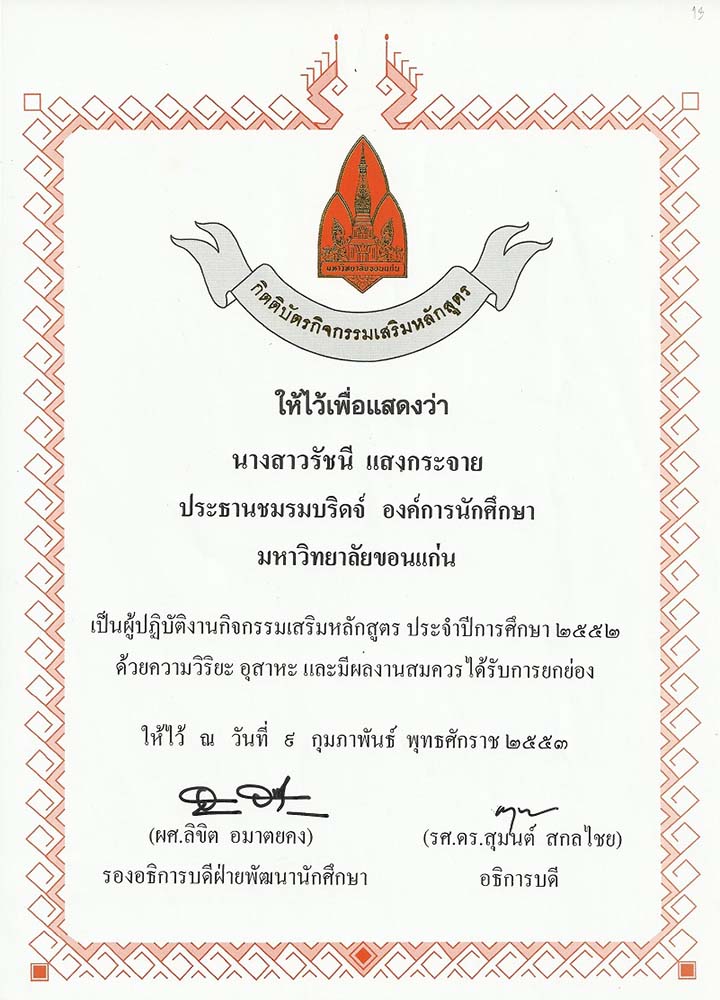 19
มหาวิทยาลัยขอนแก่น
กิตติบัตรกิจกรรมเสริมหลักสูตร
ให้ไว้เพื่อแสดงว่า
นางสาวรัชนี แสงกระจาย
ประธานชมรมบริดจ์ องค์การนักศึกษา
มหาวิทยาลัยขอนแก่น
เป็นผู้ปฏิบัติงานกิจกรรมเสริมหลักสูตร ประจำปีการศึกษา ๒๕๕๒
ด้วยความวิริยะ อุสาหะ และมีผลงานสมควรได้รับการยกย่อง
ให้ไว้ ณ วันที่ ๙ กุมภาพันธ์ พุทธศักราช ๒๕๕๓
(ผศ.ลิขิต อมาตยคง) (รศ.ดร.สุมนต์ สกลไชย)
รองอธิการบดีฝ่ายพัฒนานักศึกษา อธิการบดี